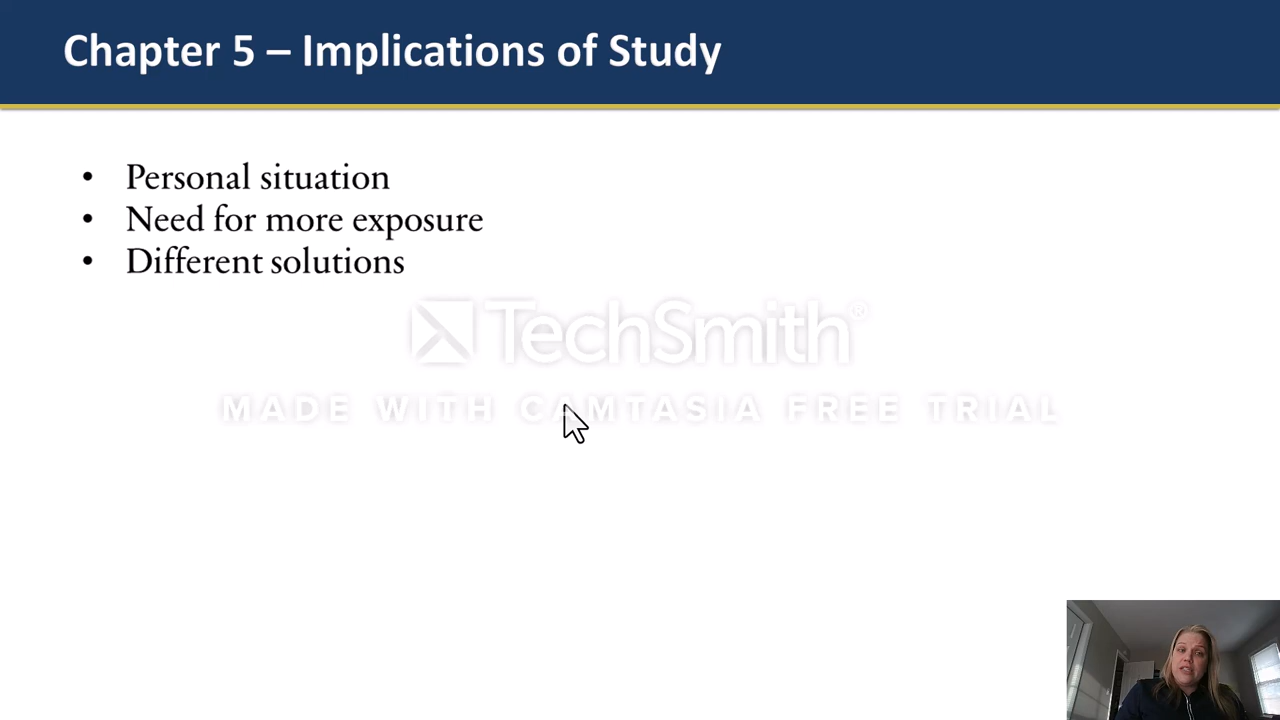 Chapter 5 – Implications of Study
• Personal situation
• Need for more exposure
• Different solutions
TechSmith®
MADE WITH CAMTASIA FREE TRIAL